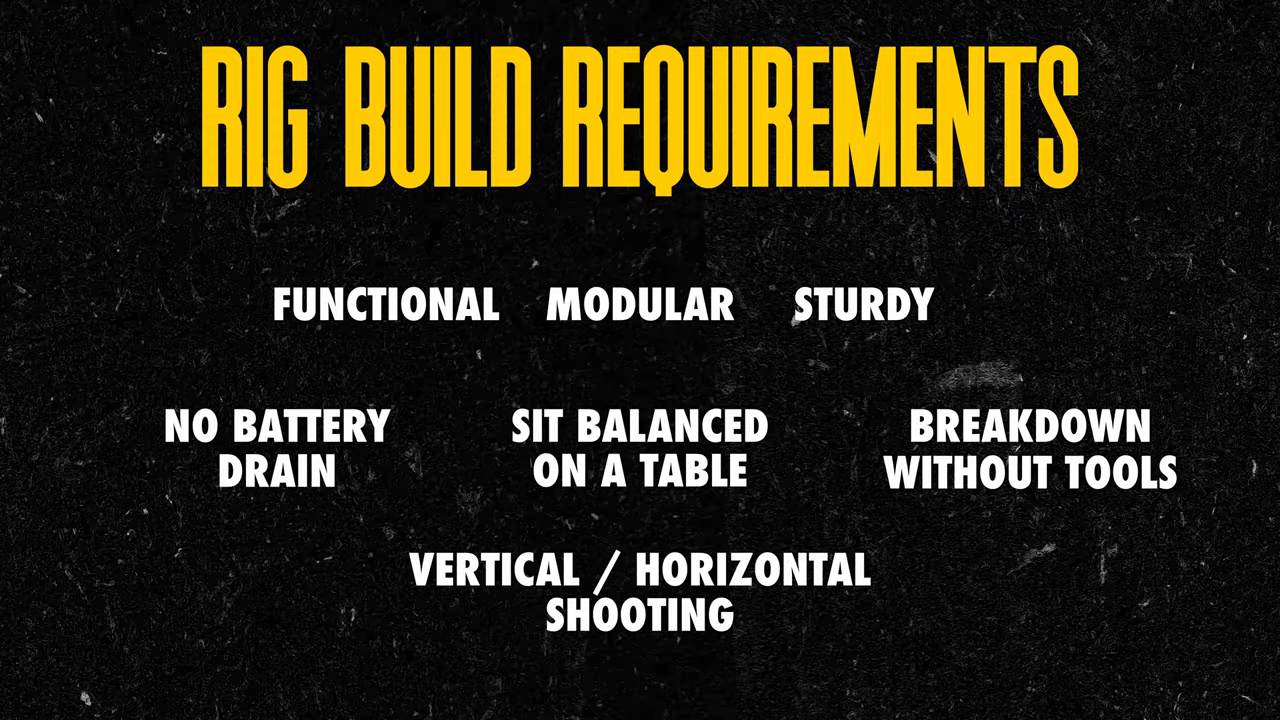 RIG BUILD REQUIREMENTS
FUNCTIONAL MODULAR STURDY
NO BATTERY
DRAIN
SIT BALANCED
ON A TABLE
BREAKDOWN
WITHOUT TOOLS
VERTICAL / HORIZONTAL
SHOOTING